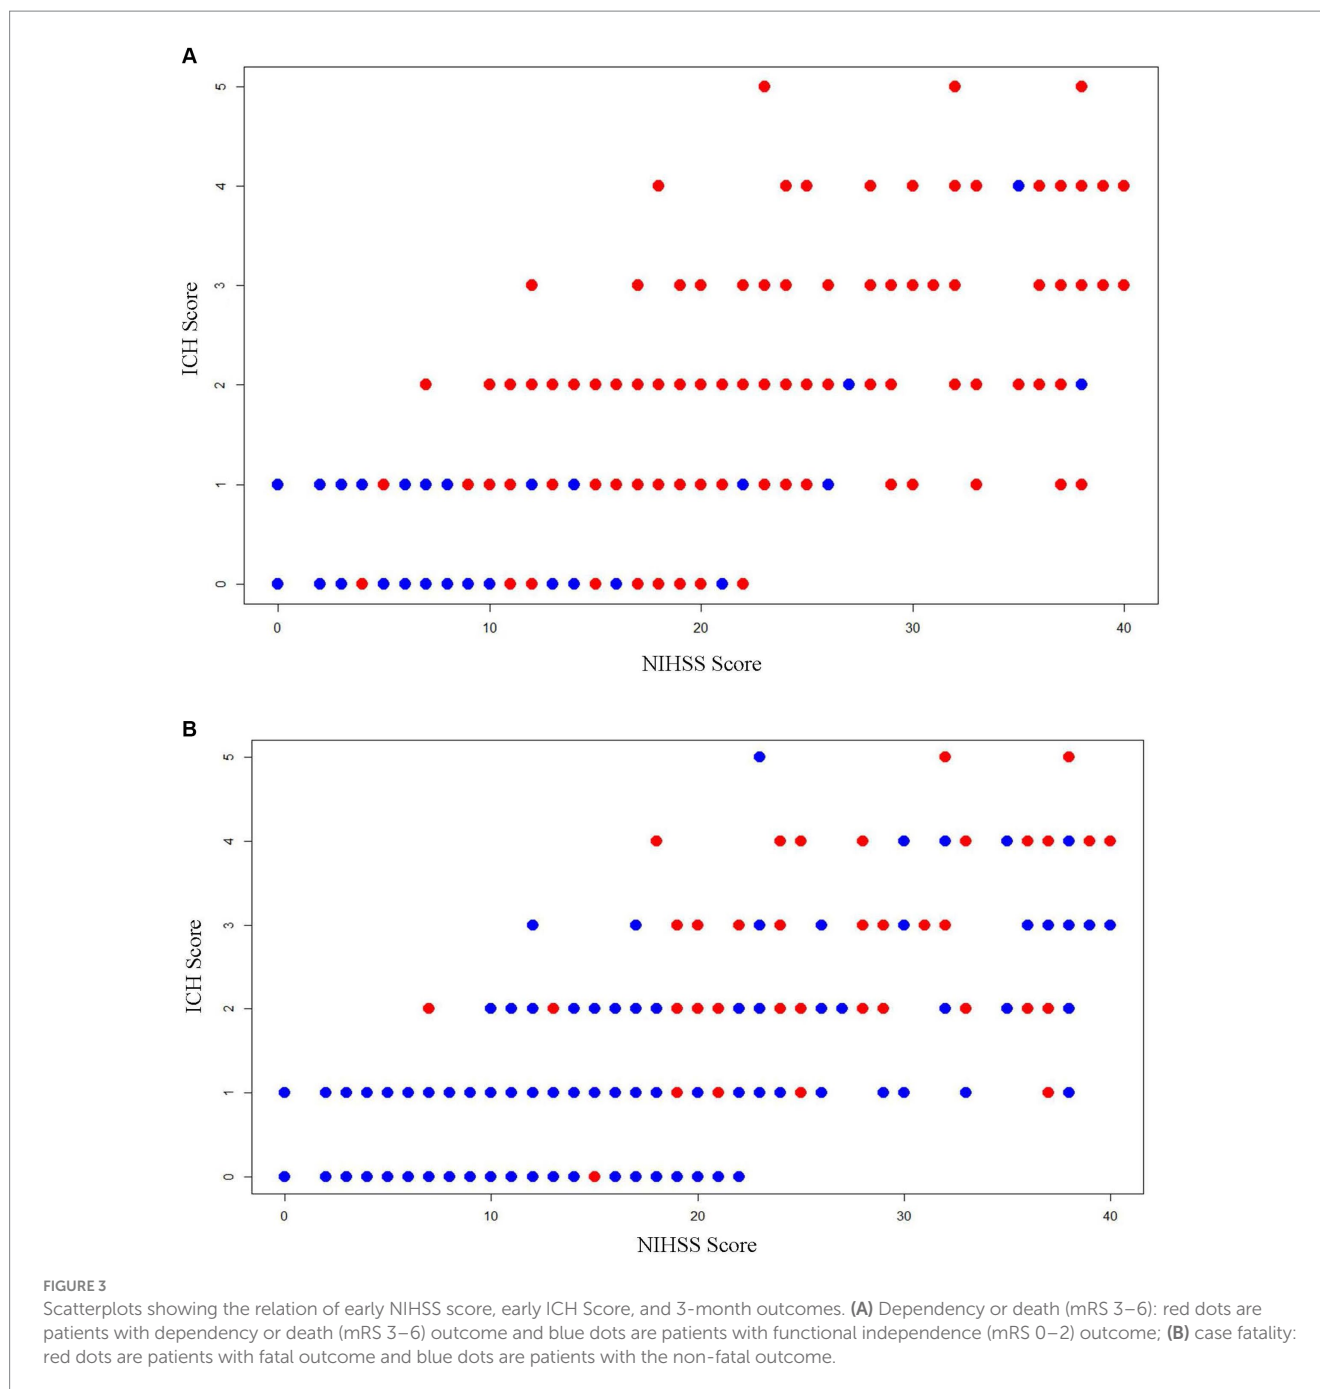 A
5
4
3
2
1
0
ICH Score
0 10 20 30 40
NIHSS Score
B
5
4
3
2
1
0
ICH Score
0 10 20 30 40
NIHSS Score
FIGURE 3
Scatterplots showing the relation of early NIHSS score, early ICH Score, and 3-month outcomes. (A) Dependency or death (mRS 3–6): red dots are
patients with dependency or death (mRS 3–6) outcome and blue dots are patients with functional independence (mRS 0–2) outcome; (B) case fatality:
red dots are patients with fatal outcome and blue dots are patients with the non-fatal outcome.